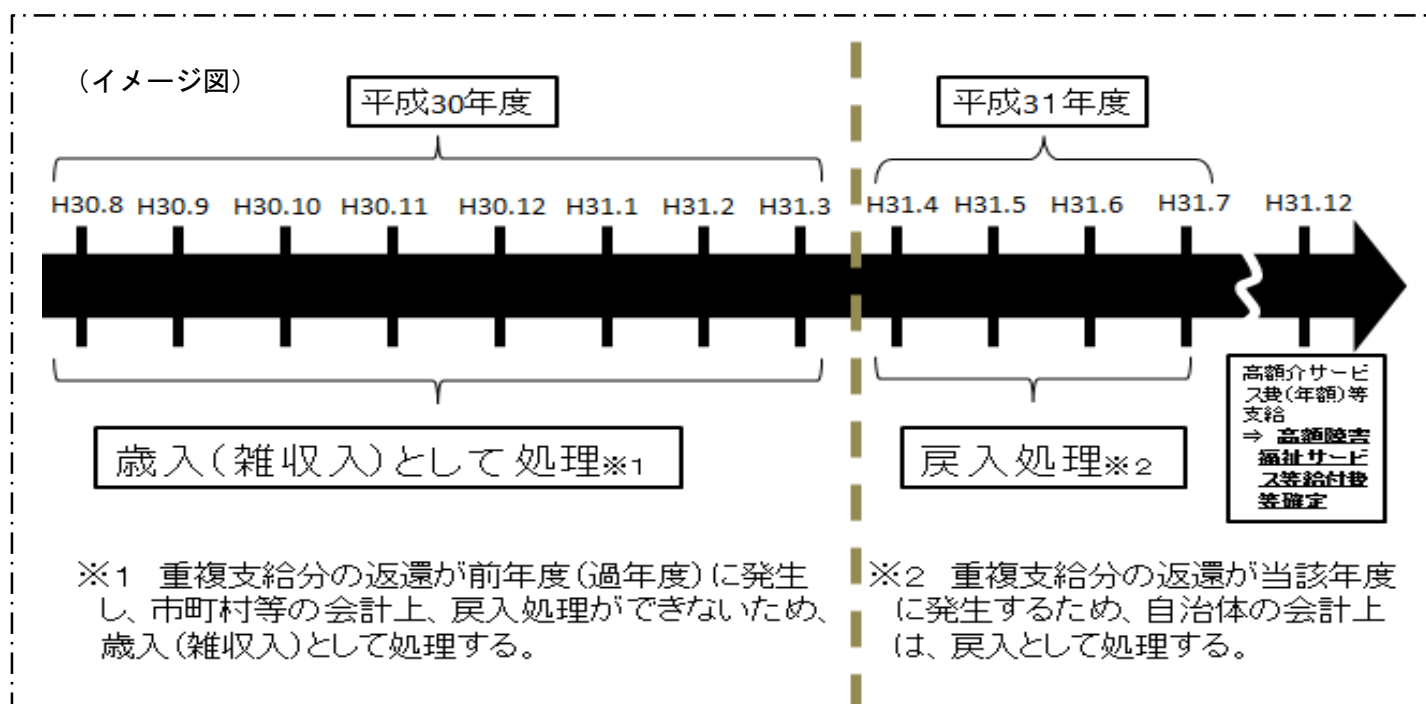 （イメージ図）
平成30年度
平成31年度
H30.8 H30.9 H30.10 H30.11 H30.12 H31.1 H31.2 H31.3 H31.4 H31.5 H31.6 H31.7 H31.12
歳入（雑収入）として処理※1
戻入処理※2
高額介サービ
ス費（年額）等
支給
⇒ 高額障害
福祉サービ
ス等給付費
等確定
※1　重複支給分の返還が前年度（過年度）に発生
し、市町村等の会計上、戻入処理ができないため、
歳入（雑収入）として処理する。
※2　重複支給分の返還が当該年度
に発生するため、自治体の会計上
は、戻入として処理する。